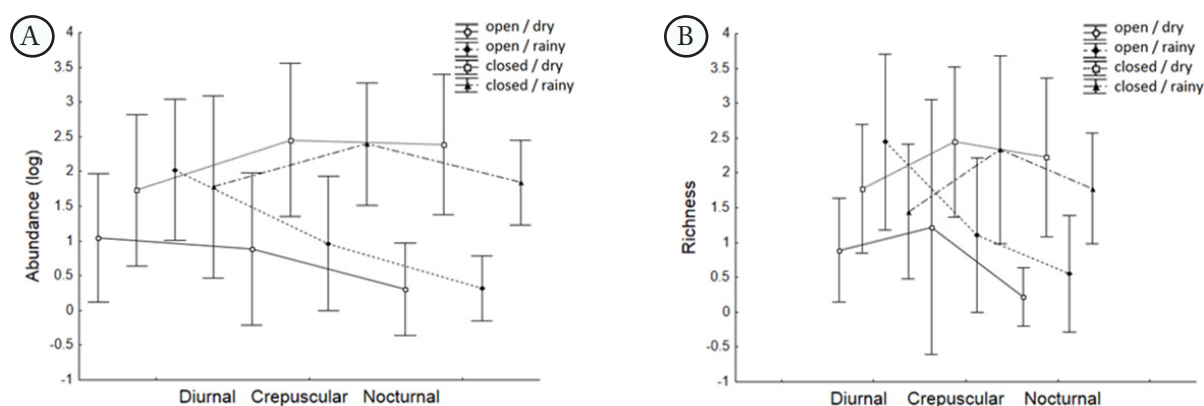 A
Abundance (log)
4
3.5
3
2.5
2
1.5
1
0.5
0
-0.5
-1
Diurnal Crepuscular Nocturnal
open / dry
open / rainy
closed / dry
closed / rainy
B
Richness
4
3.5
3
2.5
2
1.5
1
0.5
0
-0.5
-1
Diurnal Crepuscular Nocturnal
open / dry
open / rainy
closed / dry
closed / rainy